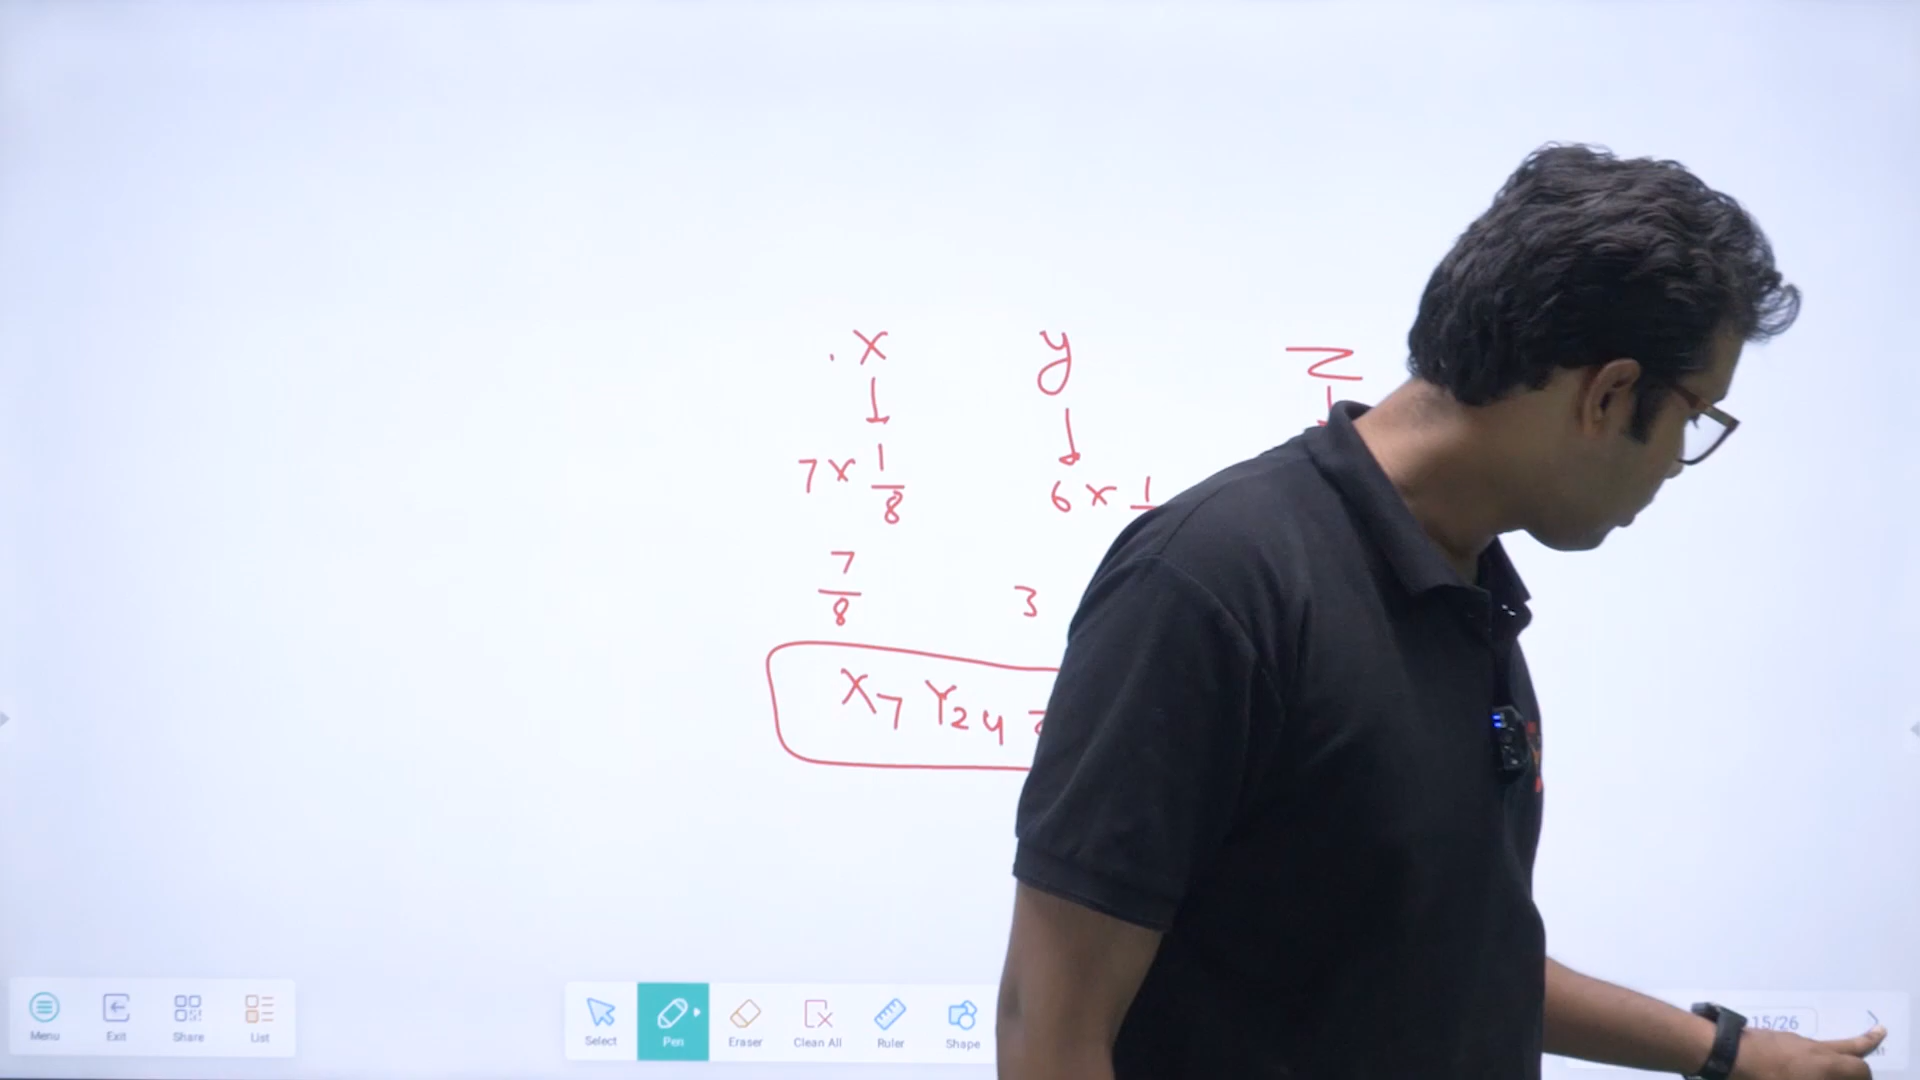 . x y z
7 x 1/8 6 x 1
7/8 3
X7 Y24
Menu Exit Share List Select Pen Eraser Clean All Ruler Shape 15/26